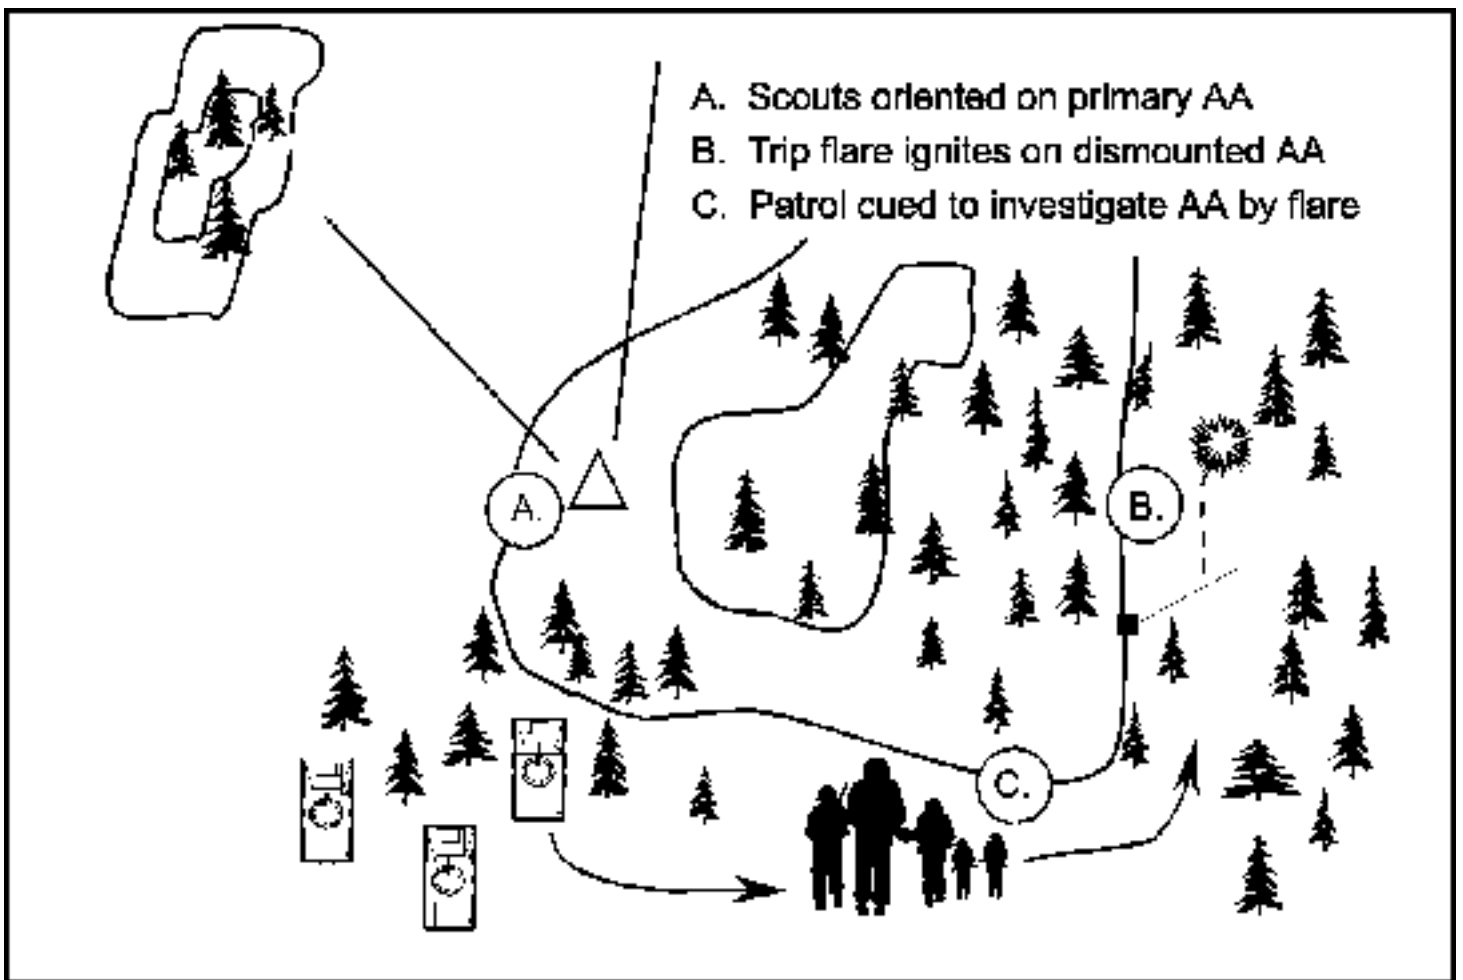 A. Scouts oriented on primary AA
B. Trip flare ignites on dismounted AA
C. Patrol cued to investigate AA by flare
A.
B.
C.